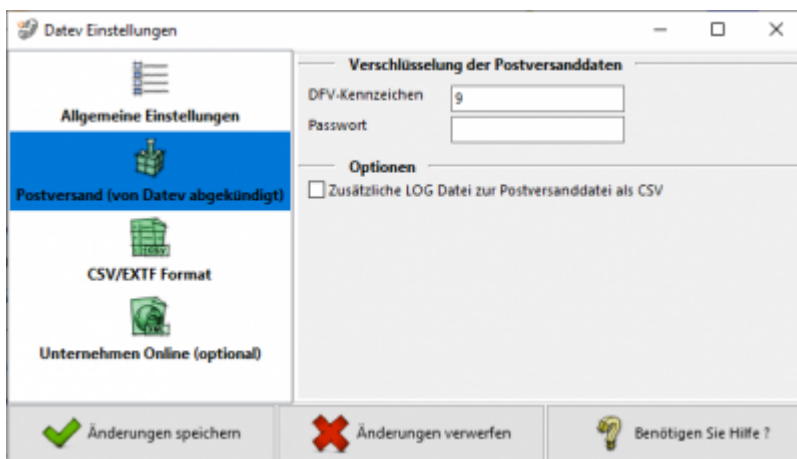 Datev Einstellungen
Allgemeine Einstellungen
Postversand (von Datev abgekündigt)
CSV/EXTF Format
Unternehmen Online (optional)
Verschlüsselung der Postversanddaten
DFV-Kennzeichen 9
Passwort
Optionen
Zusätzliche LOG Datei zur Postversanddatei als CSV
Änderungen speichern
Änderungen verwerfen
Benötigen Sie Hilfe ?